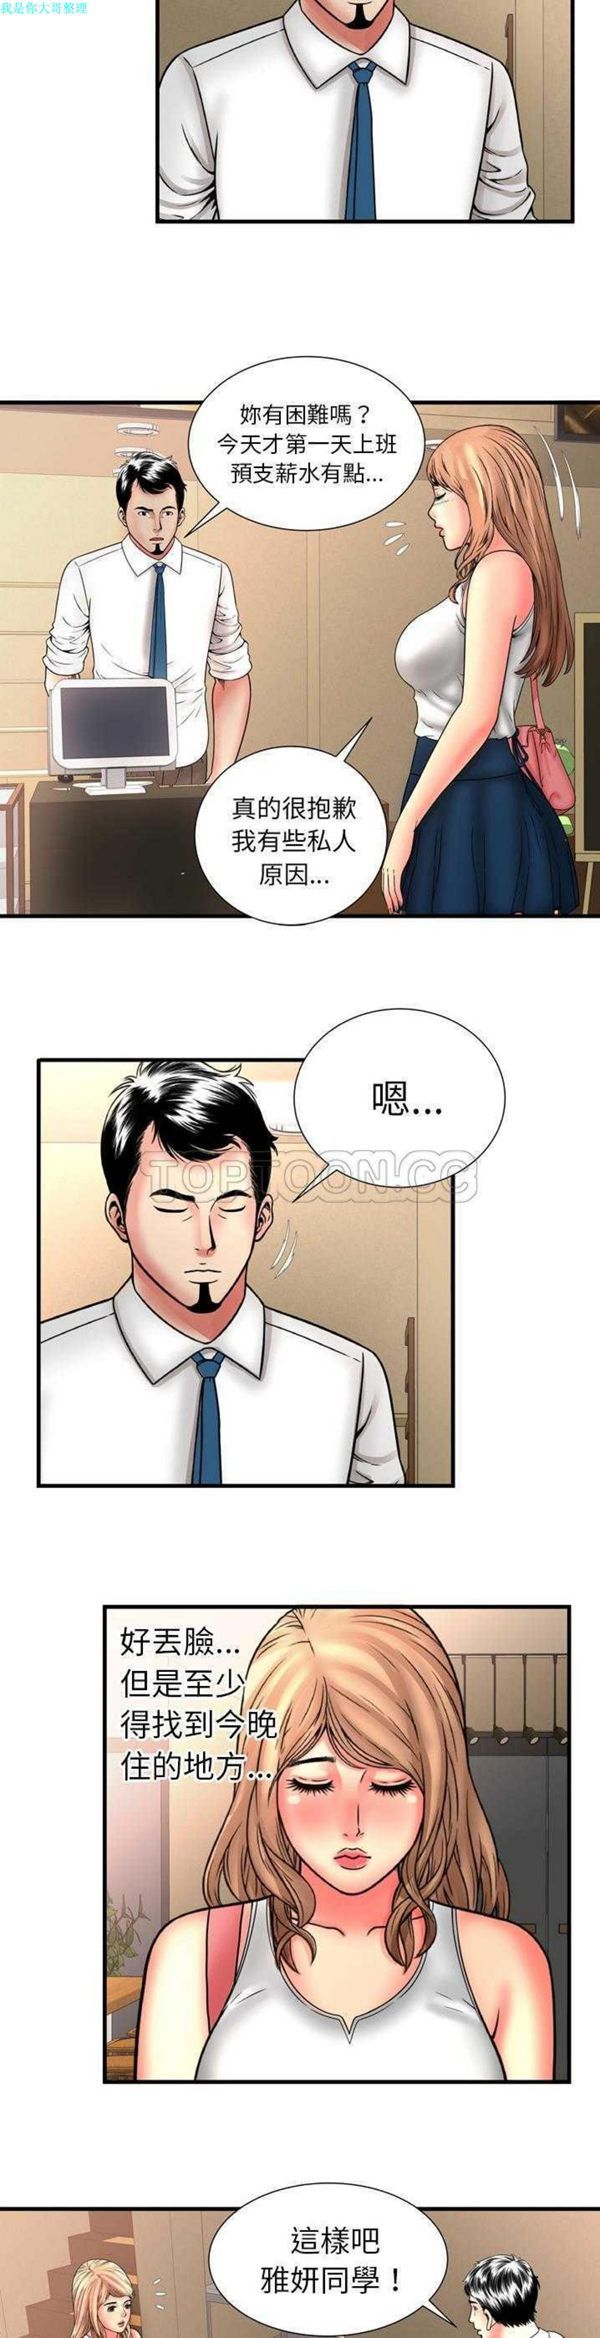 我是你大哥整理
妳有困難嗎？
今天才第一天上班
預支薪水有點...
真的很抱歉
我有些私人
原因...
嗯...
TOPTOON.CC
好丟臉...
但是至少
得找到今晚
住的地方...
這樣吧
雅妍同學！